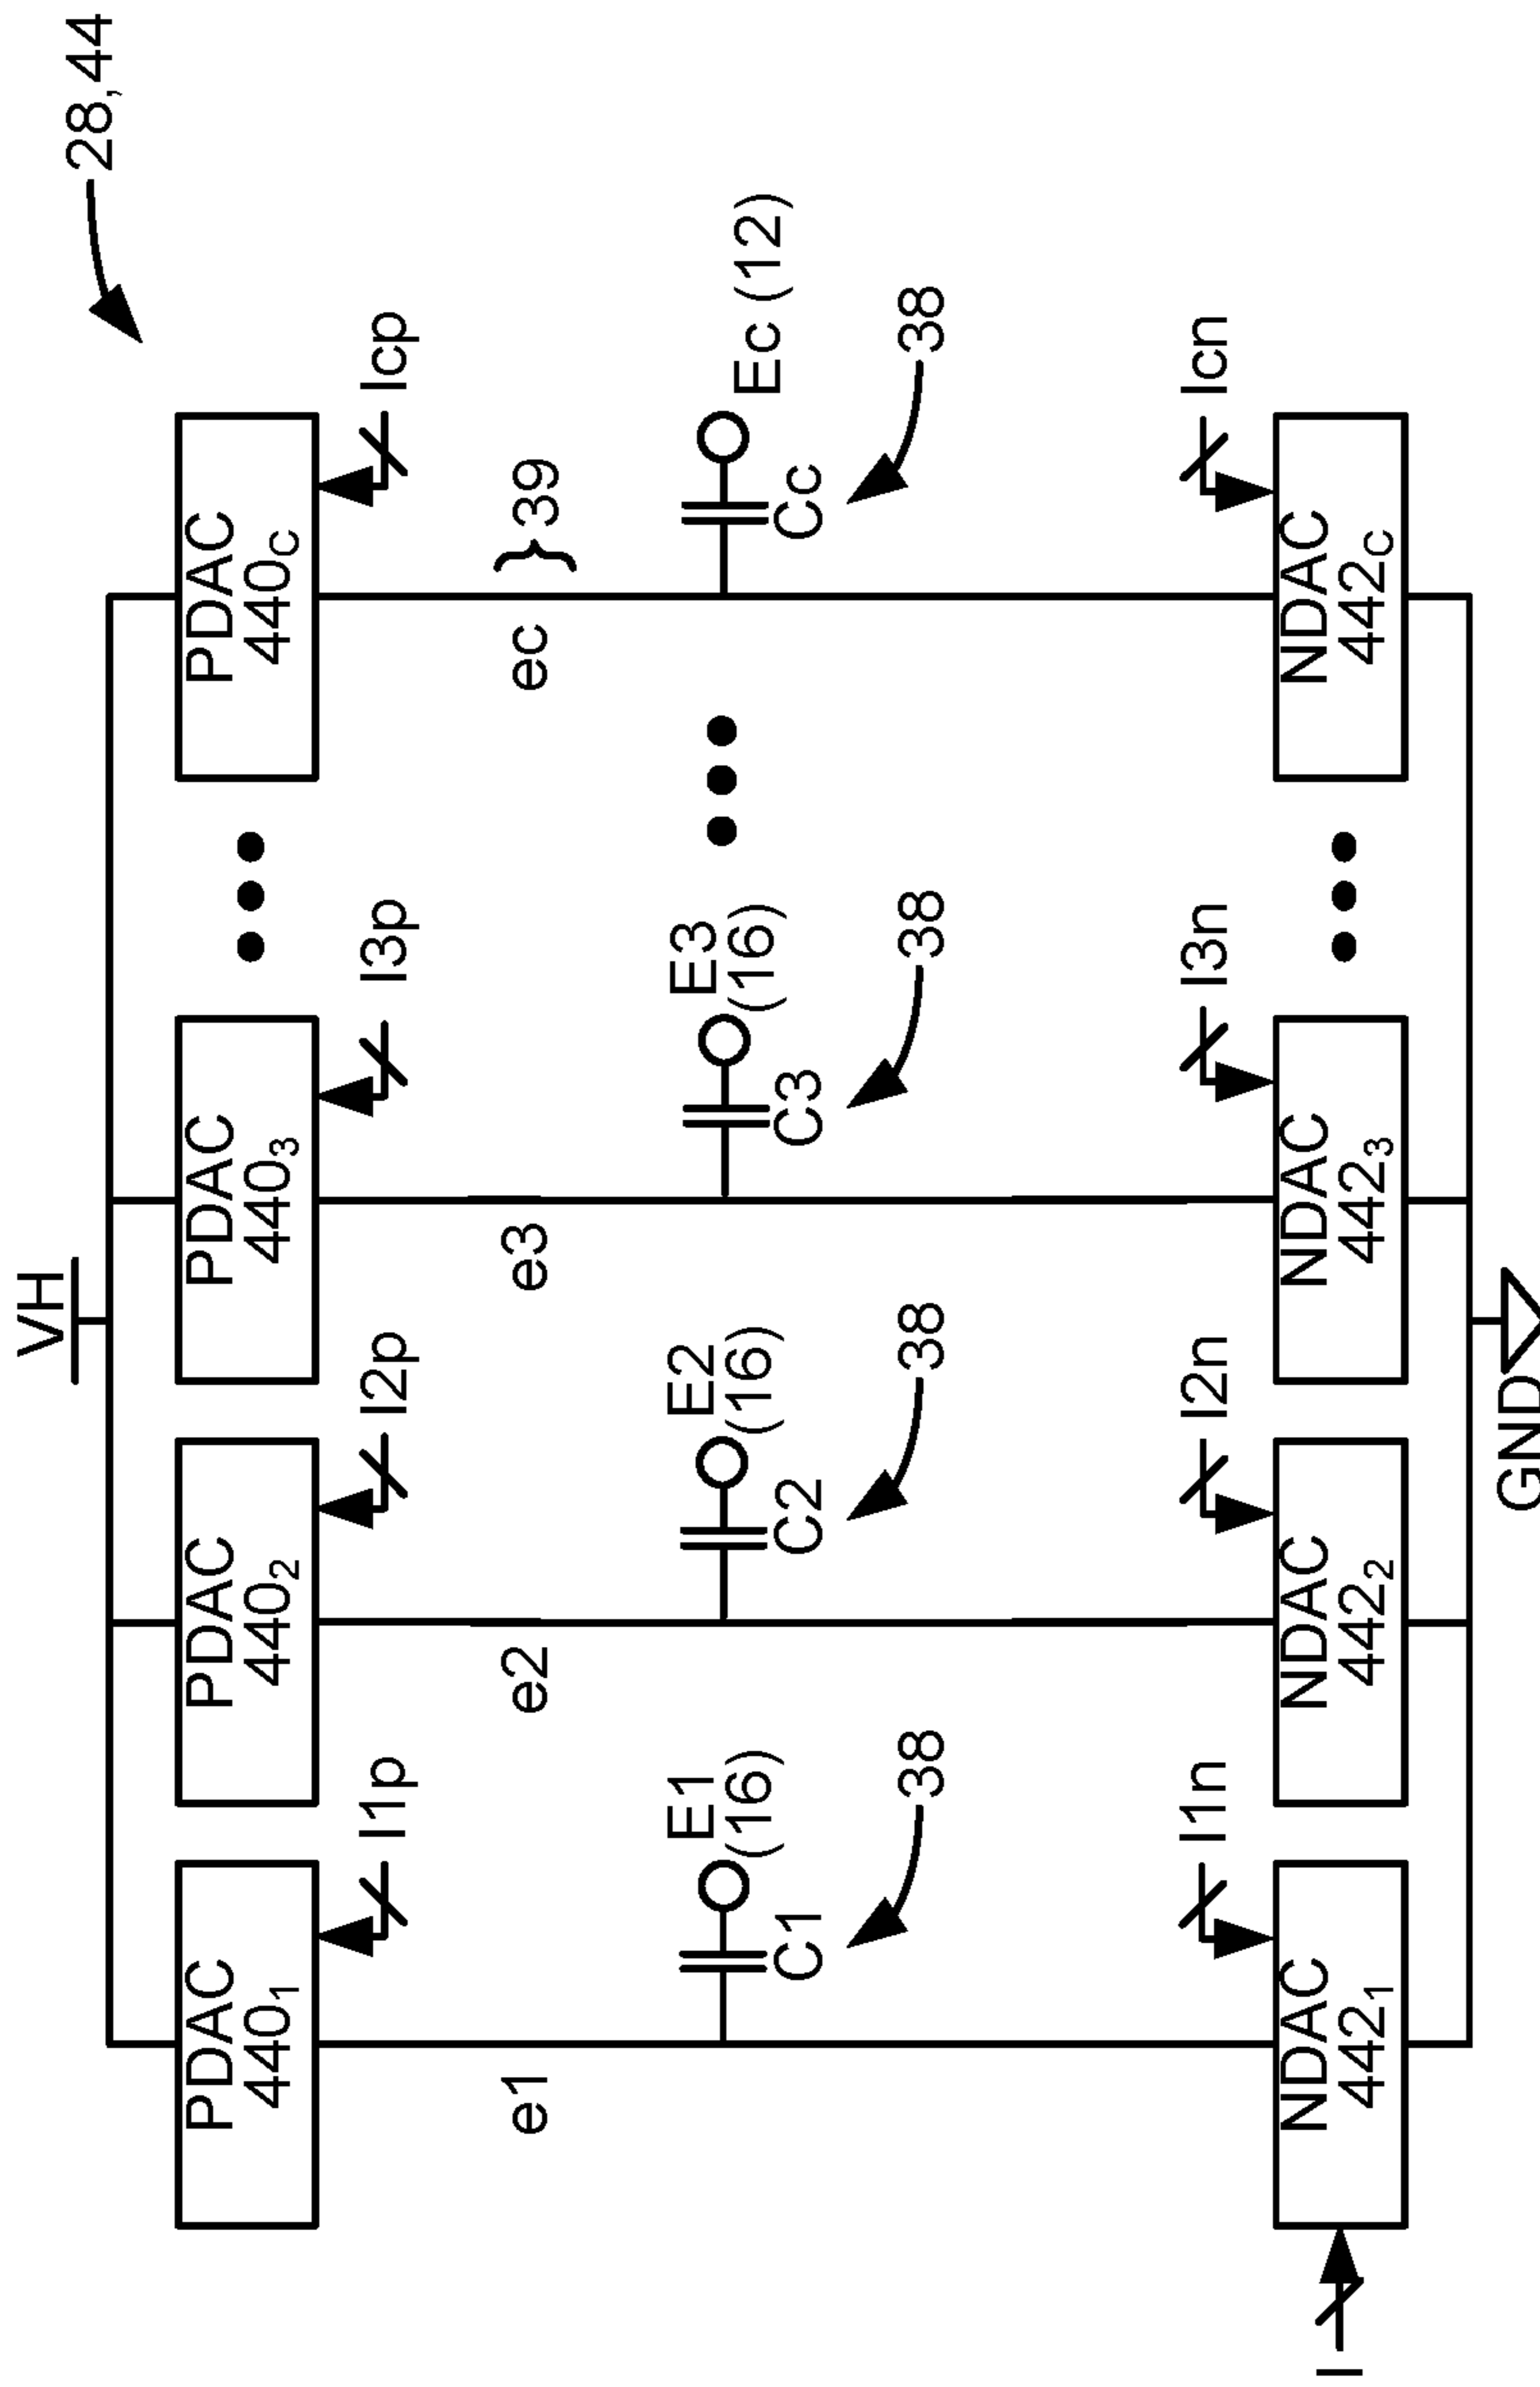 28,44
VH
PDAC
440₁
PDAC
440₂
PDAC
440₃
PDAC
440C
I1p
I2p
I3p
Icp
e1
e2
e3
ec
}39
E1
(16)
E2
(16)
E3
(16)
Ec (12)
C1
C2
C3
Cc
38
38
38
38
I1n
I2n
I3n
Icn
I
NDAC
442₁
NDAC
442₂
NDAC
442₃
NDAC
442C
GND